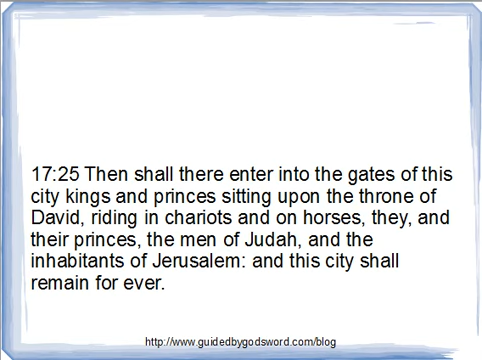 17:25 Then shall there enter into the gates of this
city kings and princes sitting upon the throne of
David, riding in chariots and on horses, they, and
their princes, the men of Judah, and the
inhabitants of Jerusalem: and this city shall
remain for ever.
http://www.guidedbygodsword.com/blog